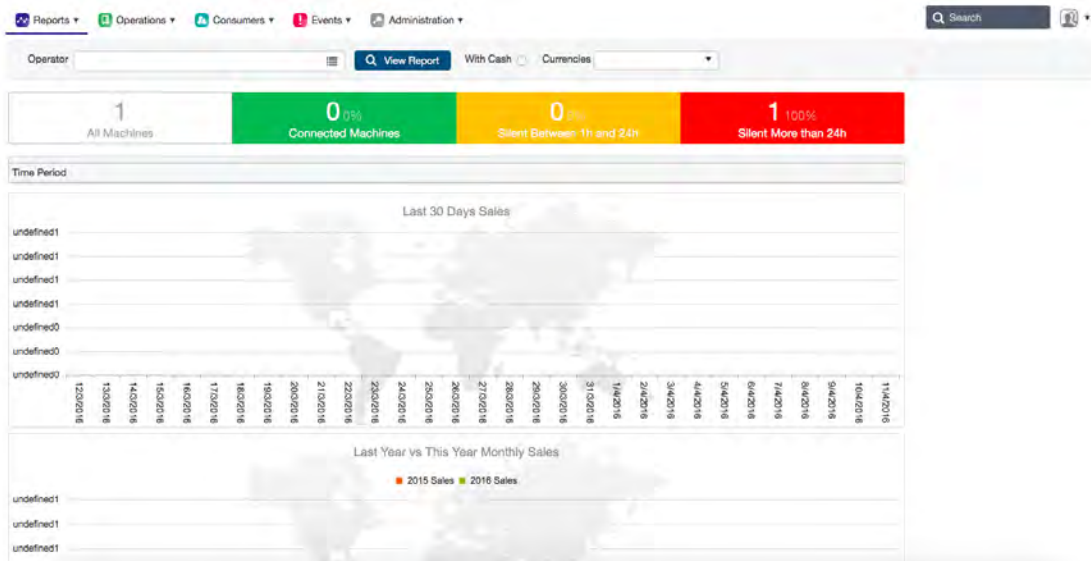 Reports Operations Consumers Events Administration Search
Operator View Report With Cash Currencies
1 0 0% 0 0% 1 100%
All Machines Connected Machines Silent Between 1h and 24h Silent More than 24h
Time Period
Last 30 Days Sales
undefined1
undefined1
undefined1
undefined1
undefined0
undefined0
undefined0
12/3/2016 13/3/2016 14/3/2016 15/3/2016 16/3/2016 17/3/2016 18/3/2016 19/3/2016 20/3/2016 21/3/2016 22/3/2016 23/3/2016 24/3/2016 25/3/2016 26/3/2016 27/3/2016 28/3/2016 29/3/2016 30/3/2016 31/3/2016 1/4/2016 2/4/2016 3/4/2016 4/4/2016 5/4/2016 6/4/2016 7/4/2016 8/4/2016 9/4/2016 10/4/2016 11/4/2016
Last Year vs This Year Monthly Sales
2015 Sales 2016 Sales
undefined1
undefined1
undefined1